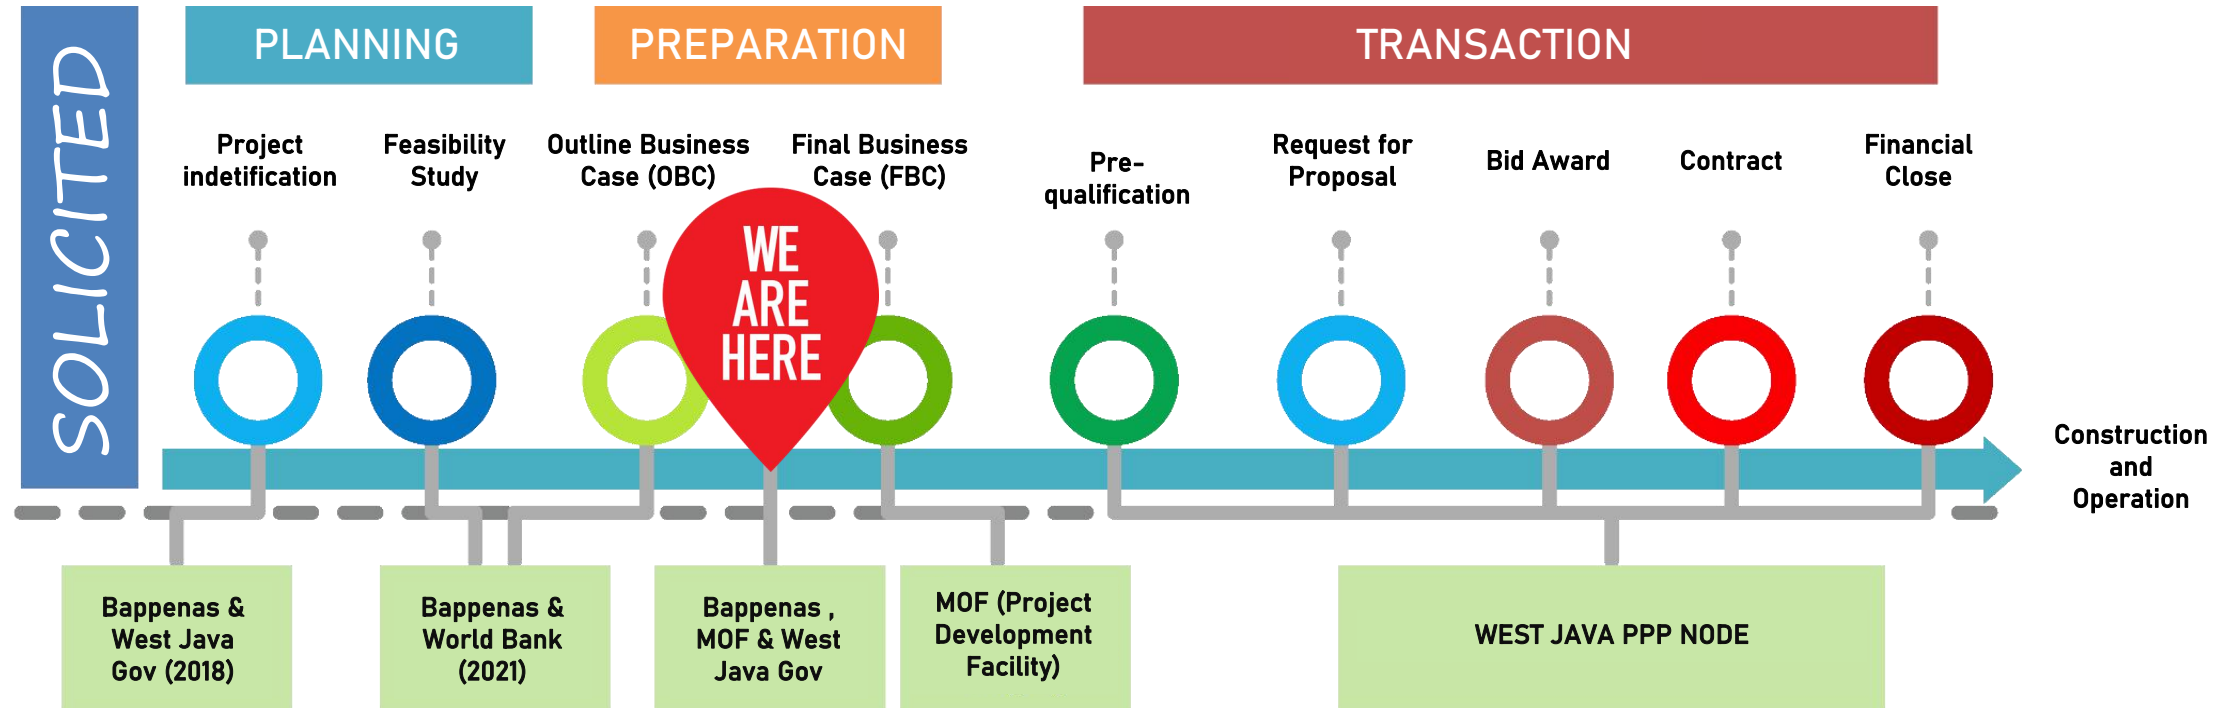 SOLICITED
PLANNING
PREPARATION
TRANSACTION
Project
indetification
Feasibility
Study
Outline Business
Case (OBC)
Final Business
Case (FBC)
Pre-
qualification
Request for
Proposal
Bid Award
Contract
Financial
Close
WE
ARE
HERE
Construction
and
Operation
Bappenas &
West Java
Gov (2018)
Bappenas &
World Bank
(2021)
Bappenas ,
MOF & West
Java Gov
MOF (Project
Development
Facility)
WEST JAVA PPP NODE